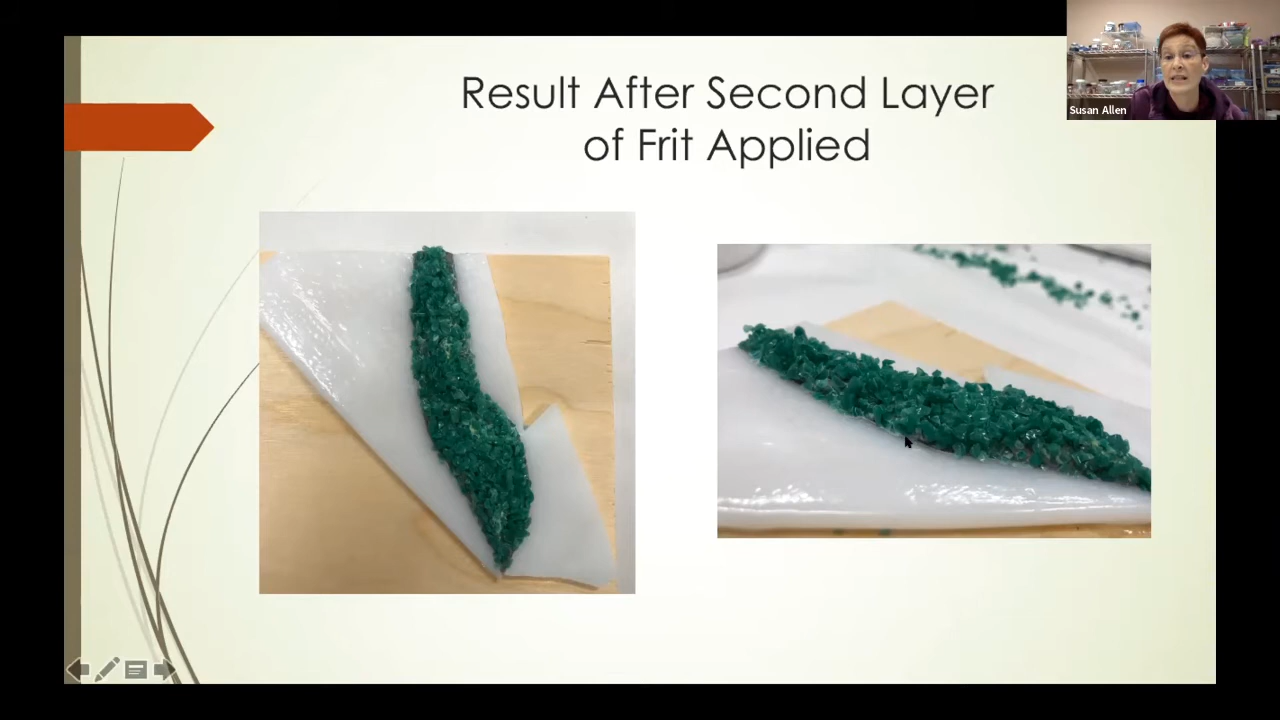 Result After Second Layer
of Frit Applied
Susan Allen